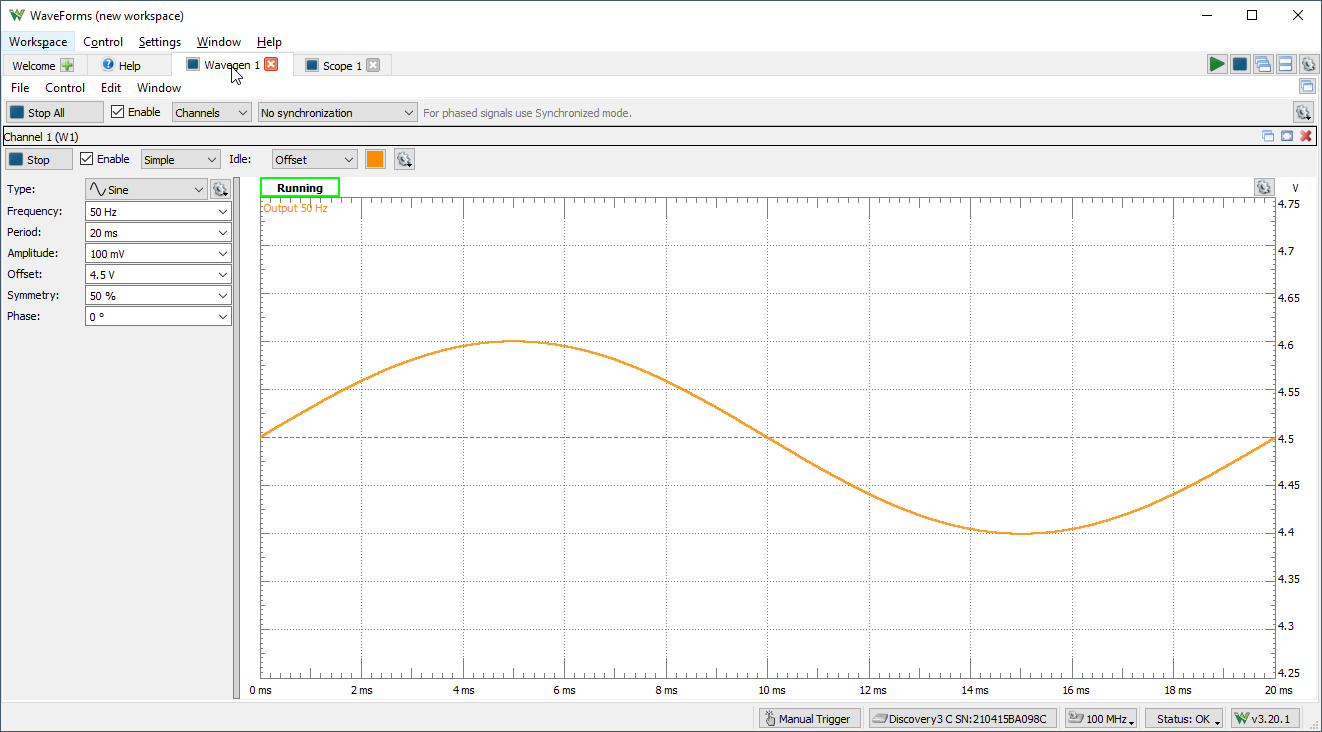 WaveForms (new workspace)
Workspace Control Settings Window Help
Welcome Help Wavegen 1 Scope 1
File Control Edit Window
Stop All Enable Channels No synchronization For phased signals use Synchronized mode.
Channel 1 (W1)
Stop Enable Simple Idle: Offset
Type: Sine
Frequency: 50 Hz
Period: 20 ms
Amplitude: 100 mV
Offset: 4.5 V
Symmetry: 50 %
Phase: 0 °
Running V
Output 50 Hz
4.75
4.7
4.65
4.6
4.55
4.5
4.45
4.4
4.35
4.3
4.25
0 ms 2 ms 4 ms 6 ms 8 ms 10 ms 12 ms 14 ms 16 ms 18 ms 20 ms
Manual Trigger Discovery3 C SN:210415BA098C 100 MHz Status: OK v3.20.1